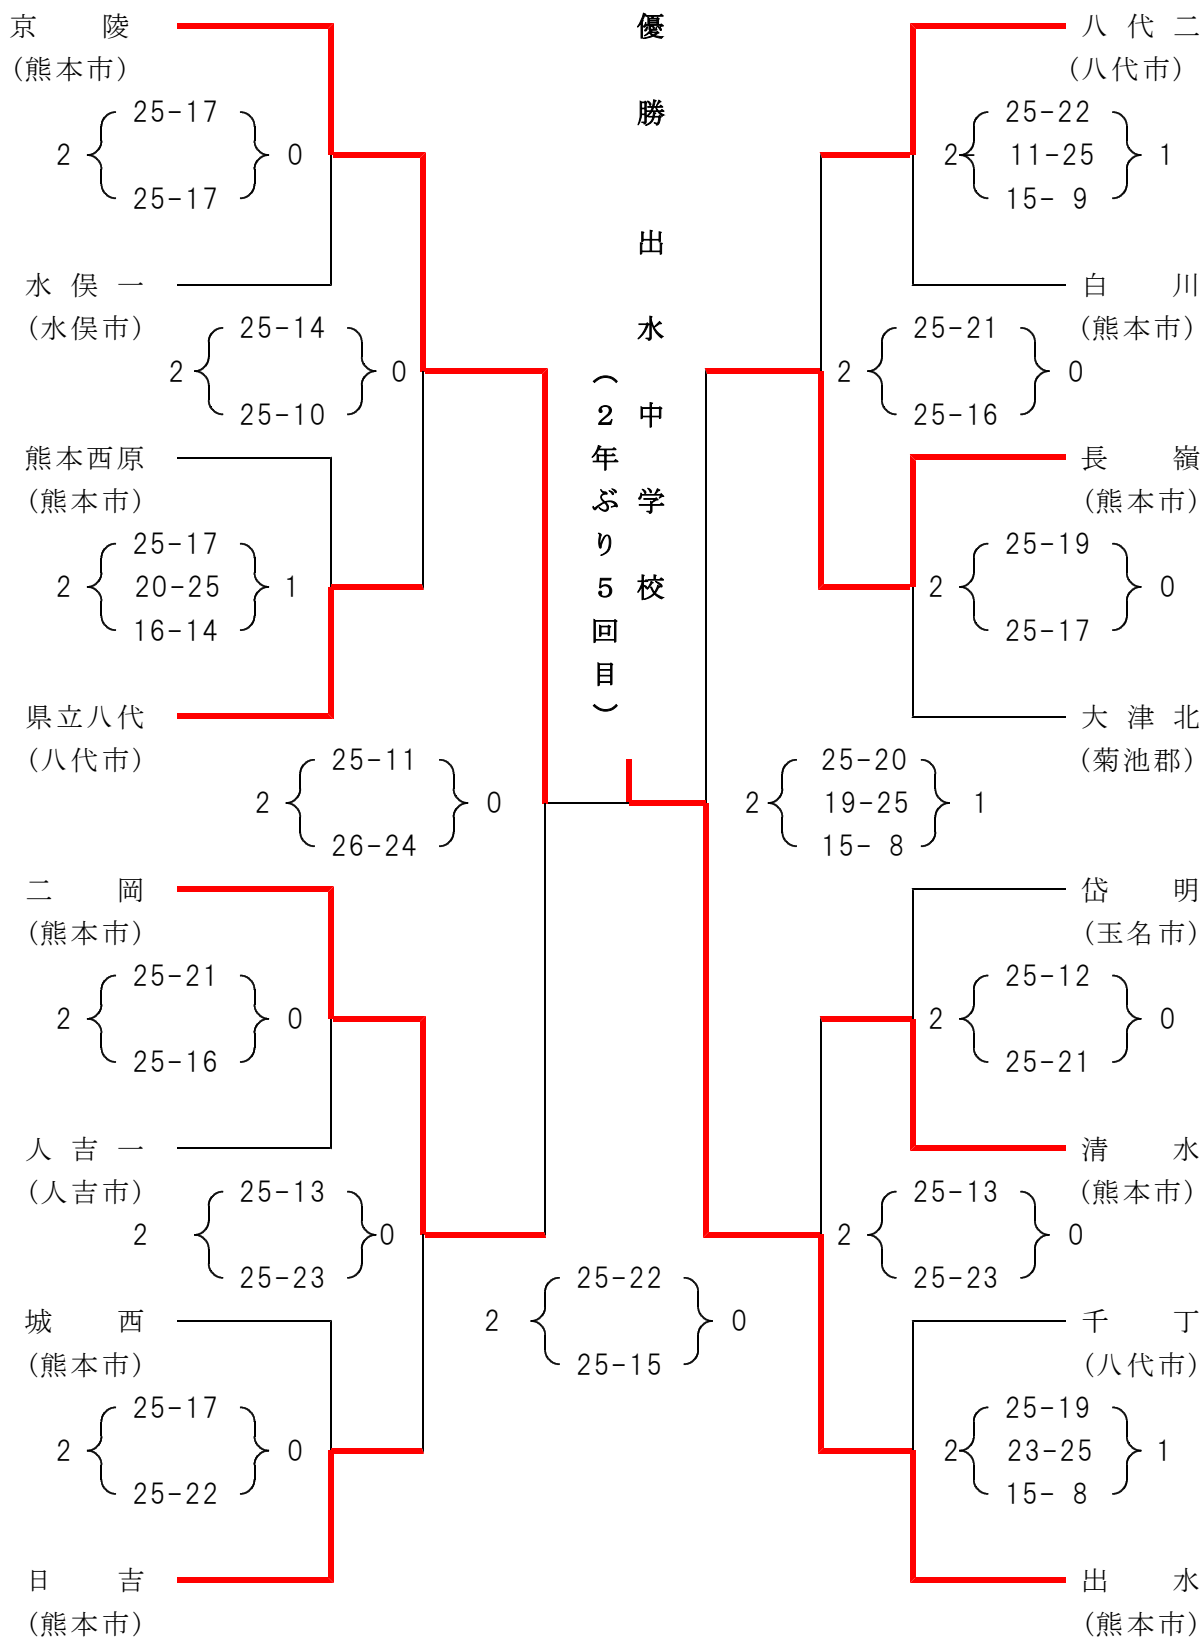 優勝 出水中学校
（２年ぶり５回目）
京陵
(熊本市)
25-17
2 0
25-17
水俣一
(水俣市)
25-14
2 0
25-10
熊本西原
(熊本市)
25-17
2 20-25 1
16-14
県立八代
(八代市)
25-11
2 0
26-24
二岡
(熊本市)
25-21
2 0
25-16
人吉一
(人吉市)
25-13
2 0
25-23
城西
(熊本市)
25-17
2 0
25-22
日吉
(熊本市)
25-22
2 0
25-15
八代二
(八代市)
25-22
2 11-25 1
15- 9
白川
(熊本市)
25-21
2 0
25-16
長嶺
(熊本市)
25-19
2 0
25-17
大津北
(菊池郡)
25-20
2 19-25 1
15- 8
岱明
(玉名市)
25-12
2 0
25-21
清水
(熊本市)
25-13
2 0
25-23
千丁
(八代市)
25-19
2 23-25 1
15- 8
出水
(熊本市)